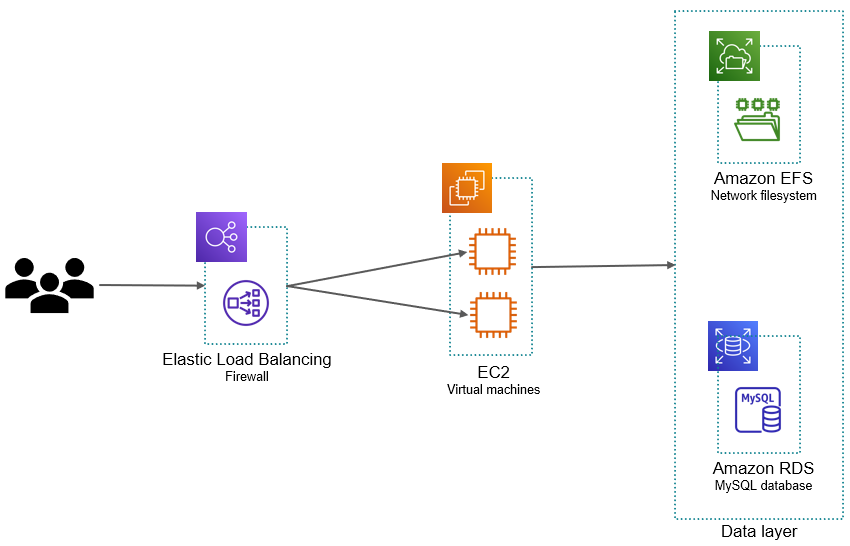 Elastic Load Balancing
Firewall
EC2
Virtual machines
Amazon EFS
Network filesystem
MySQL
Amazon RDS
MySQL database
Data layer